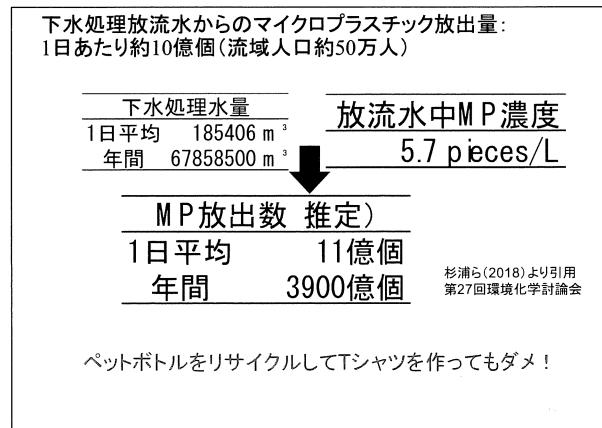 下水処理放流水からのマイクロプラスチック放出量:
1日あたり約10億個(流域人口約50万人)
下水処理水量
1日平均 185406 m³
年間 67858500 m³
放流水中MP濃度
5.7 pieces/L
MP放出数 推定)
1日平均 11億個
年間 3900億個
杉浦ら(2018)より引用
第27回環境化学討論会
ペットボトルをリサイクルしてTシャツを作ってもダメ!